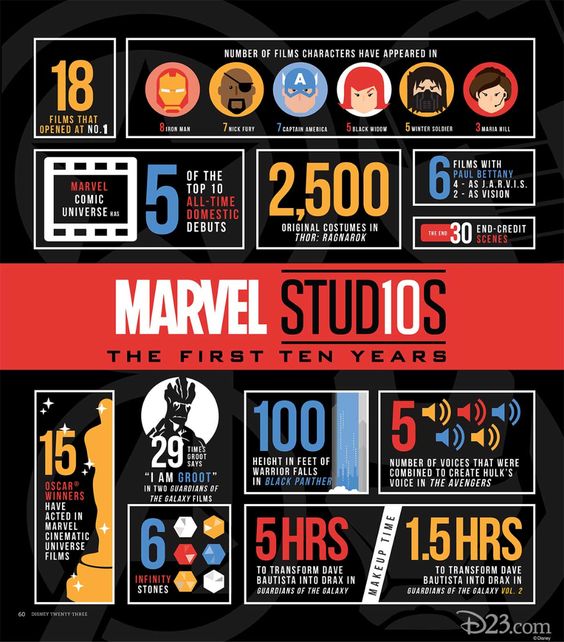 18
FILMS THAT
OPENED AT NO.1
NUMBER OF FILMS CHARACTERS HAVE APPEARED IN
A
8 IRON MAN
7 NICK FURY
7 CAPTAIN AMERICA
5 BLACK WIDOW
5 WINTER SOLDIER
3 MARIA HILL
MARVEL
COMIC
UNIVERSE HAS
5
OF THE
TOP 10
ALL-TIME
DOMESTIC
DEBUTS
2,500
ORIGINAL COSTUMES IN
THOR: RAGNAROK
6
FILMS WITH
PAUL BETTANY
4 - AS J.A.R.V.I.S.
2 - AS VISION
THE END
30 END-CREDIT
SCENES
MARVEL STUD10S
THE FIRST TEN YEARS
15
OSCAR®
WINNERS
HAVE
ACTED IN
MARVEL
CINEMATIC
UNIVERSE
FILMS
29 TIMES
GROOT
SAYS
"I AM GROOT"
IN TWO GUARDIANS OF
THE GALAXY FILMS
100
HEIGHT IN FEET OF
WARRIOR FALLS
IN BLACK PANTHER
5
NUMBER OF VOICES THAT WERE
COMBINED TO CREATE HULK'S
VOICE IN THE AVENGERS
6
INFINITY
STONES
5 HRS
TO TRANSFORM DAVE
BAUTISTA INTO DRAX IN
GUARDIANS OF THE GALAXY
MAKEUP TIME
1.5 HRS
TO TRANSFORM DAVE
BAUTISTA INTO DRAX IN
GUARDIANS OF THE GALAXY VOL. 2
60 DISNEY TWENTY-THREE
D23.com
©Disney